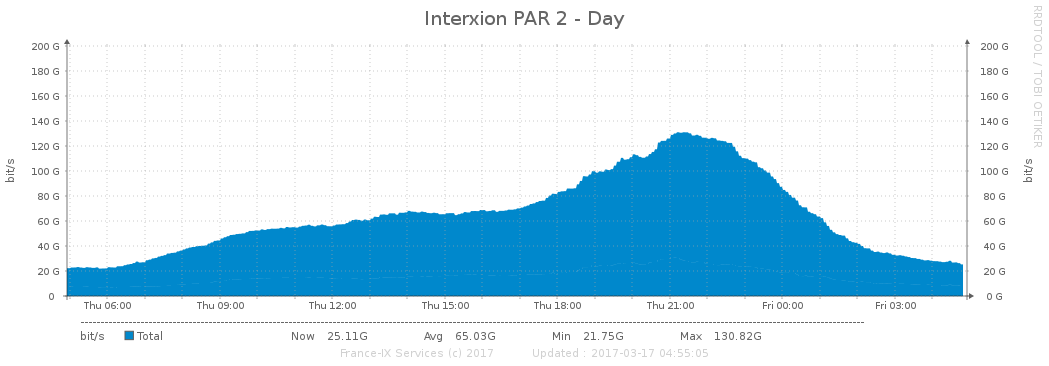 Interxion PAR 2 - Day
RRDTOOL / TOBI OETIKER
bit/s
bit/s
200 G 200 G
180 G 180 G
160 G 160 G
140 G 140 G
120 G 120 G
100 G 100 G
80 G 80 G
60 G 60 G
40 G 40 G
20 G 20 G
0 0 G
Thu 06:00 Thu 09:00 Thu 12:00 Thu 15:00 Thu 18:00 Thu 21:00 Fri 00:00 Fri 03:00
bit/s Total Now 25.11G Avg 65.03G Min 21.75G Max 130.82G
France-IX Services (c) 2017 Updated : 2017-03-17 04:55:05